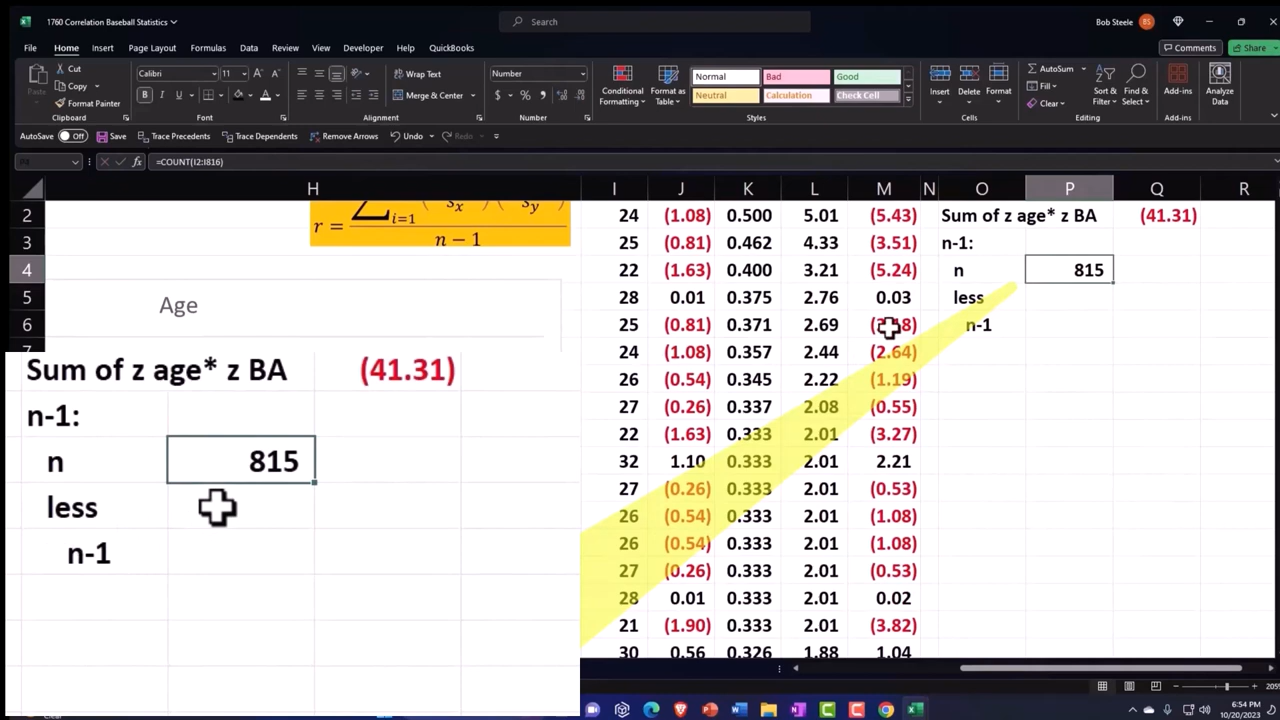 1760 Correlation Baseball Statistics
Search
Bob Steele
BS
File Home Insert Page Layout Formulas Data Review View Developer Help QuickBooks
Comments
Share
Paste
Cut
Copy
Format Painter
Clipboard
Calibri
11
B I U
Font
Wrap Text
Merge & Center
Alignment
Number
$ % ,
Number
Conditional Formatting
Format as Table
Normal Bad Good
Neutral Calculation Check Cell
Styles
Insert Delete Format
Cells
AutoSum
Fill
Clear
Sort & Filter
Find & Select
Editing
Add-ins
Add-ins
Analyze Data
AutoSave Off Save Trace Precedents Trace Dependents Remove Arrows Undo Redo
fx =COUNT(I2:I816)
H I J K L M N O P Q R
2 24 (1.08) 0.500 5.01 (5.43) Sum of z age* z BA (41.31)
3 25 (0.81) 0.462 4.33 (3.51) n-1:
4 22 (1.63) 0.400 3.21 (5.24) n 815
5 28 0.01 0.375 2.76 0.03 less
6 25 (0.81) 0.371 2.69 n-1
24 (1.08) 0.357 2.44 (2.64)
26 (0.54) 0.345 2.22 (1.19)
27 (0.26) 0.337 2.08 (0.55)
22 (1.63) 0.333 2.01 (3.27)
32 1.10 0.333 2.01 2.21
27 (0.26) 0.333 2.01 (0.53)
26 (0.54) 0.333 2.01 (1.08)
26 (0.54) 0.333 2.01 (1.08)
27 (0.26) 0.333 2.01 (0.53)
28 0.01 0.333 2.01 0.02
21 (1.90) 0.333 2.01 (3.82)
30 0.56 0.326 1.88 1.04
r =
n − 1
Age
Sum of z age* z BA (41.31)
n-1:
n 815
less
n-1
6:54 PM
10/20/2023